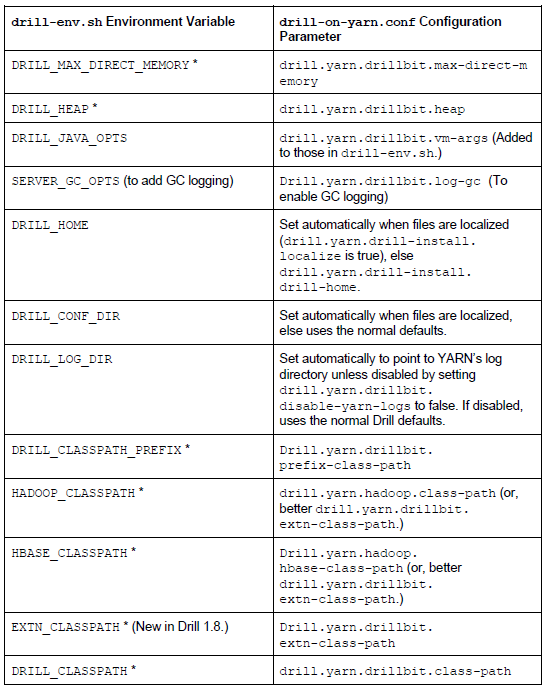 drill-env.sh Environment Variable
drill-on-yarn.conf Configuration
Parameter
DRILL_MAX_DIRECT_MEMORY *
drill.yarn.drillbit.max-direct-m
emory
DRILL_HEAP *
drill.yarn.drillbit.heap
DRILL_JAVA_OPTS
drill.yarn.drillbit.vm-args (Added
to those in drill-env.sh.)
SERVER_GC_OPTS (to add GC logging)
Drill.yarn.drillbit.log-gc (To
enable GC logging)
DRILL_HOME
Set automatically when files are localized
(drill.yarn.drill-install.
localize is true), else
drill.yarn.drill-install.
drill-home.
DRILL_CONF_DIR
Set automatically when files are localized,
else uses the normal defaults.
DRILL_LOG_DIR
Set automatically to point to YARN’s log
directory unless disabled by setting
drill.yarn.drillbit.
disable-yarn-logs to false. If disabled,
uses the normal Drill defaults.
DRILL_CLASSPATH_PREFIX *
Drill.yarn.drillbit.
prefix-class-path
HADOOP_CLASSPATH *
drill.yarn.hadoop.class-path (or,
better drill.yarn.drillbit.
extn-class-path.)
HBASE_CLASSPATH *
Drill.yarn.hadoop.
hbase-class-path (or, better
drill.yarn.drillbit.
extn-class-path.)
EXTN_CLASSPATH * (New in Drill 1.8.)
Drill.yarn.drillbit.
extn-class-path
DRILL_CLASSPATH *
drill.yarn.drillbit.class-path